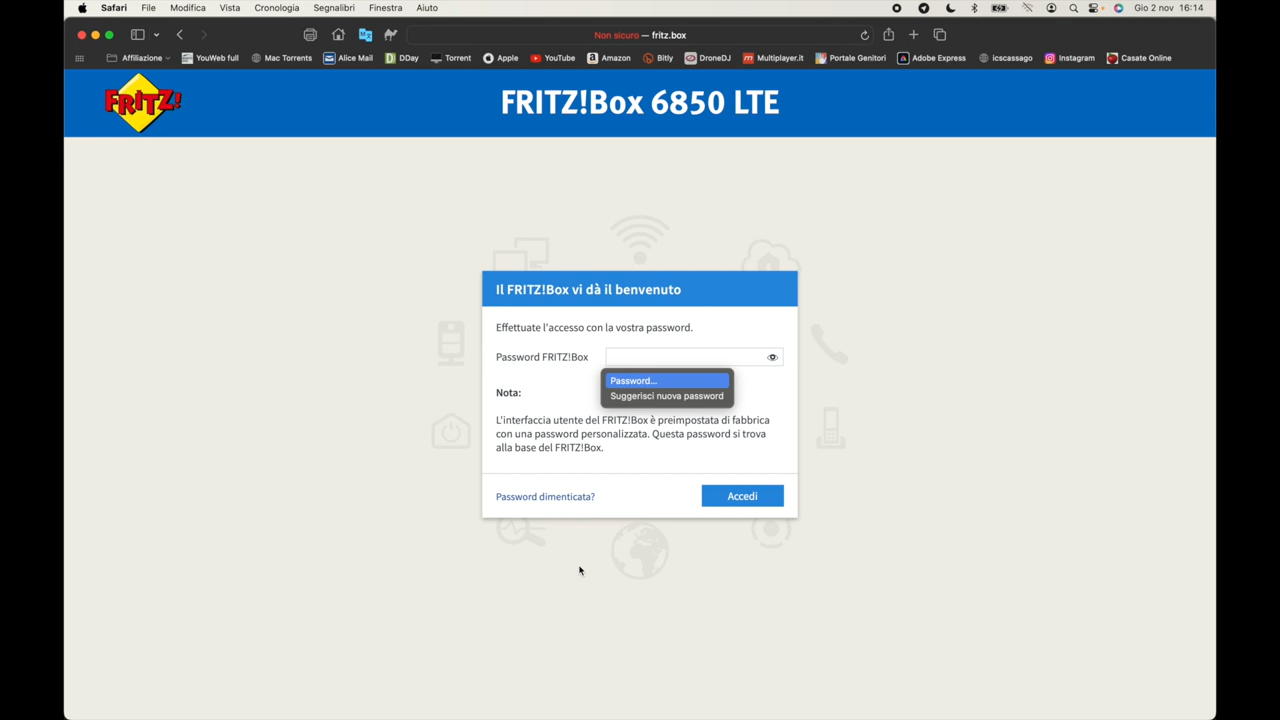 Safari File Modifica Vista Cronologia Segnalibri Finestra Aiuto Gio 2 nov 16:14
Non sicuro — fritz.box
Affiliazione YouWeb full Mac Torrents Alice Mail DDay Torrent Apple YouTube Amazon Bitly DroneDJ Multiplayer.it Portale Genitori Adobe Express icscassago Instagram Casate Online
FRITZ!
FRITZ!Box 6850 LTE
Il FRITZ!Box vi dà il benvenuto
Effettuate l'accesso con la vostra password.
Password FRITZ!Box
Password...
Suggerisci nuova password
Nota:
L'interfaccia utente del FRITZ!Box è preimpostata di fabbrica
con una password personalizzata. Questa password si trova
alla base del FRITZ!Box.
Password dimenticata? Accedi